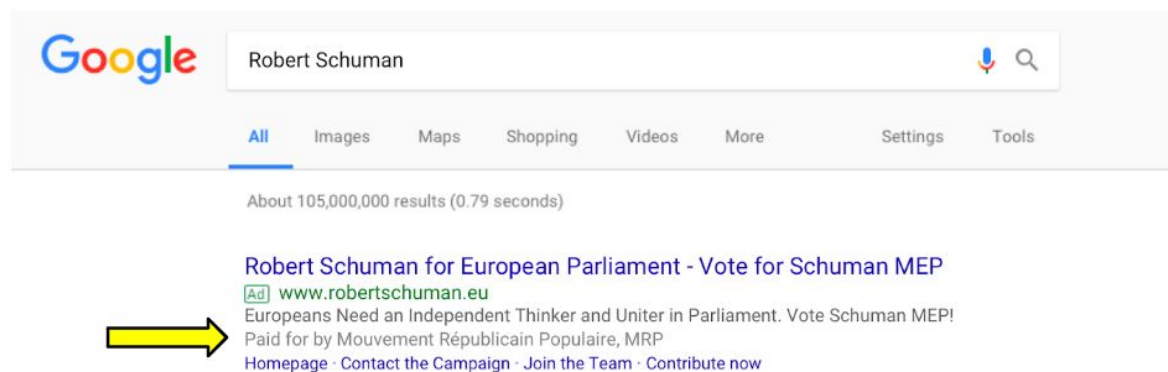 Google
Robert Schuman
All Images Maps Shopping Videos More Settings Tools
About 105,000,000 results (0.79 seconds)
Robert Schuman for European Parliament - Vote for Schuman MEP
Ad www.robertschuman.eu
Europeans Need an Independent Thinker and Uniter in Parliament. Vote Schuman MEP!
Paid for by Mouvement Républicain Populaire, MRP
Homepage · Contact the Campaign · Join the Team · Contribute now